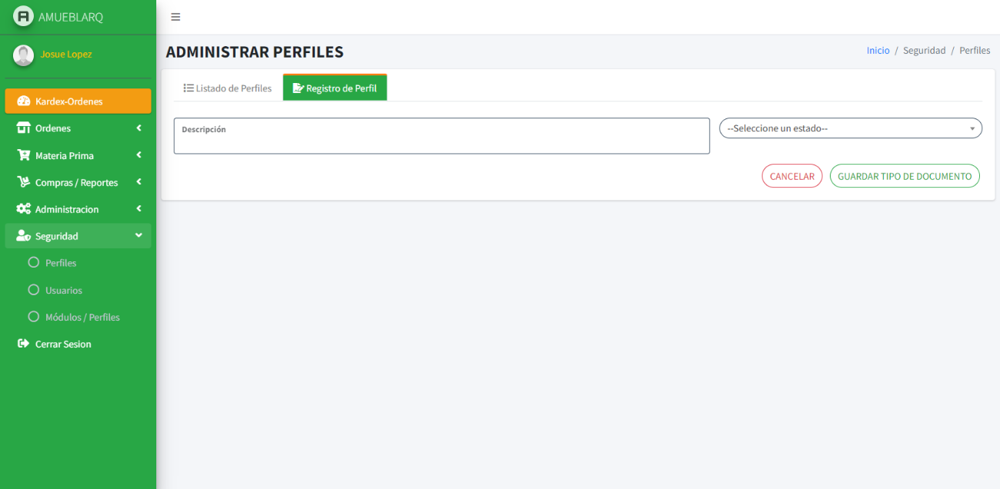 AMUEBLARQ
Josue Lopez
Kardex-Ordenes
Ordenes
Materia Prima
Compras / Reportes
Administracion
Seguridad
Perfiles
Usuarios
Módulos / Perfiles
Cerrar Sesion
ADMINISTRAR PERFILES
Inicio / Seguridad / Perfiles
Listado de Perfiles
Registro de Perfil
Descripción
--Seleccione un estado--
CANCELAR
GUARDAR TIPO DE DOCUMENTO